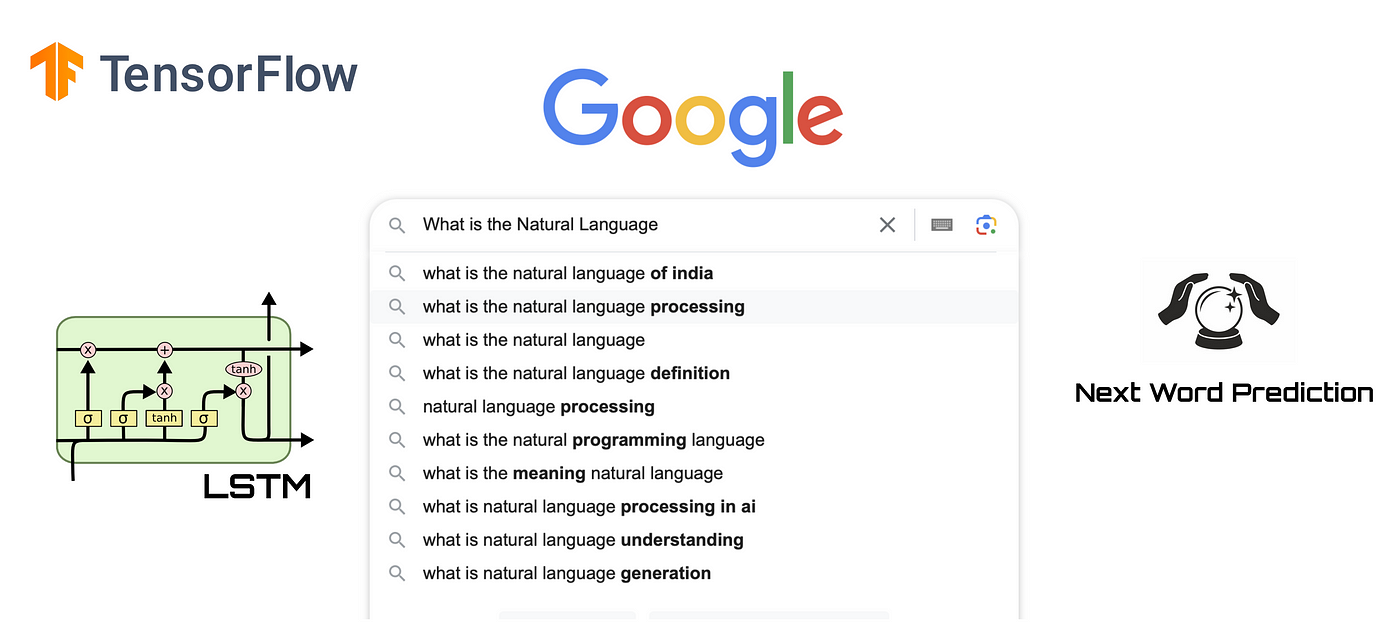 TensorFlow
Google
What is the Natural Language
what is the natural language of india
what is the natural language processing
what is the natural language
what is the natural language definition
natural language processing
what is the natural programming language
what is the meaning natural language
what is natural language processing in ai
what is natural language understanding
what is natural language generation
x
+
tanh
x
x
σ
σ
tanh
σ
LSTM
Next Word Prediction